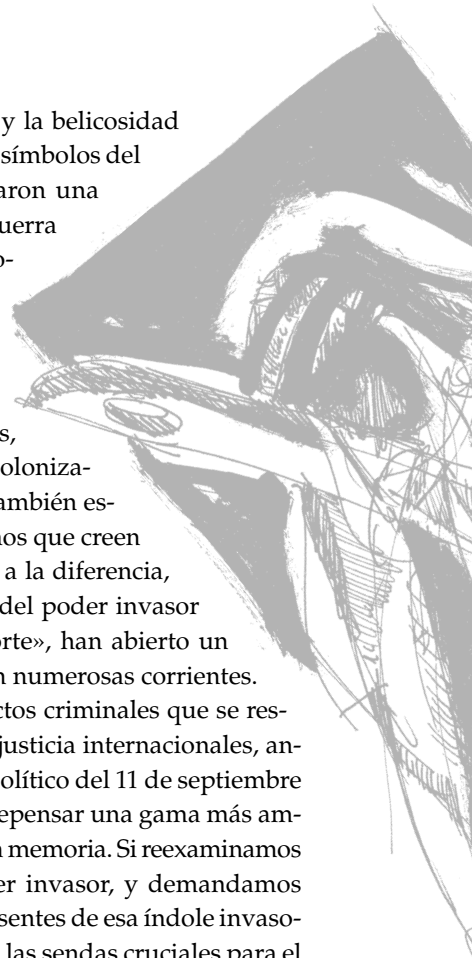 y la belicosidad
símbolos del
aron una
uerra
o-
s,
oloniza-
ambién es-
nos que creen
a la diferencia,
del poder invasor
orte», han abierto un
n numerosas corrientes.
ctos criminales que se res-
justicia internacionales, an-
olítico del 11 de septiembre
epensar una gama más am-
n memoria. Si reexaminamos
er invasor, y demandamos
sentes de esa índole invaso-
las sendas cruciales para el